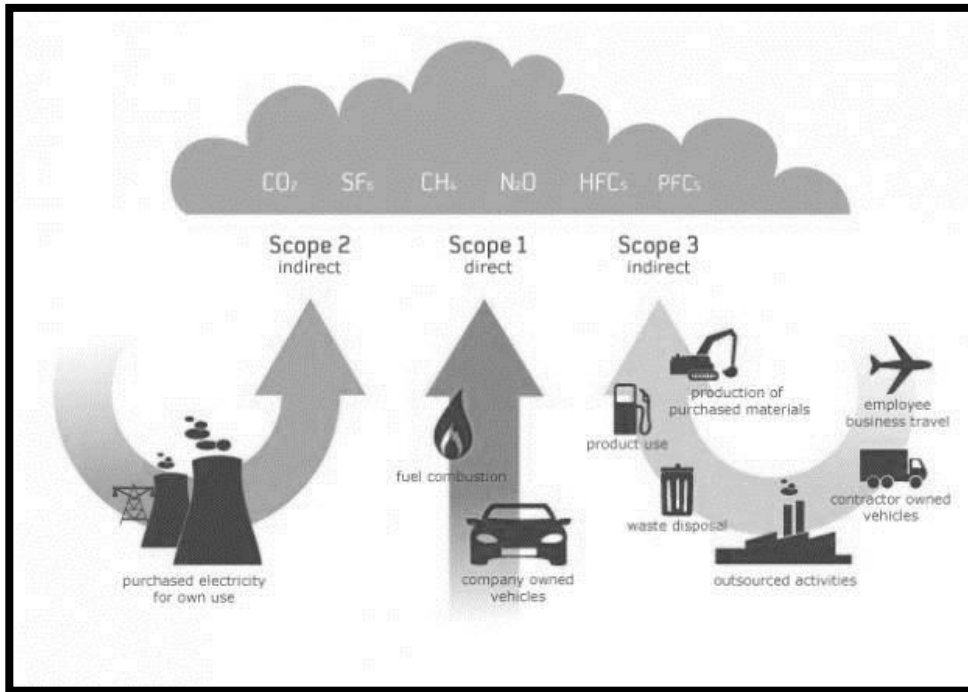 CO₂ SF₆ CH₄ N₂O HFCs PFCs
Scope 2
indirect
Scope 1
direct
Scope 3
indirect
purchased electricity
for own use
fuel combustion
company owned
vehicles
production of
purchased materials
product use
waste disposal
outsourced activities
employee
business travel
contractor owned
vehicles